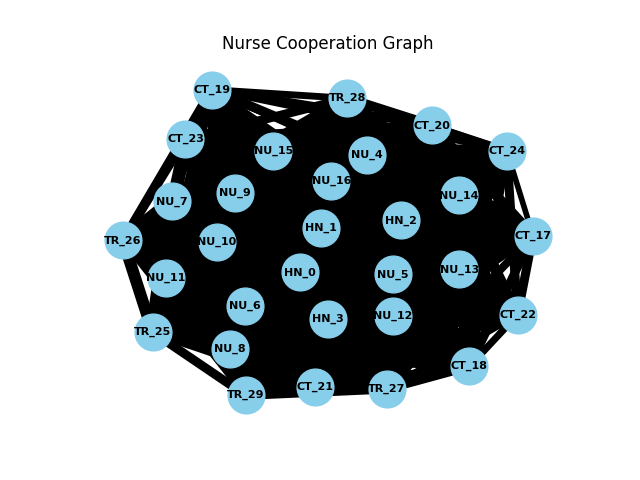 Nurse Cooperation Graph
CT_19
TR_28
CT_20
CT_23
NU_15
NU_4
CT_24
NU_16
NU_9
NU_14
NU_7
HN_2
HN_1
CT_17
TR_26
NU_10
NU_13
HN_0
NU_5
NU_11
NU_6
CT_22
NU_12
HN_3
TR_25
NU_8
CT_18
CT_21
TR_27
TR_29